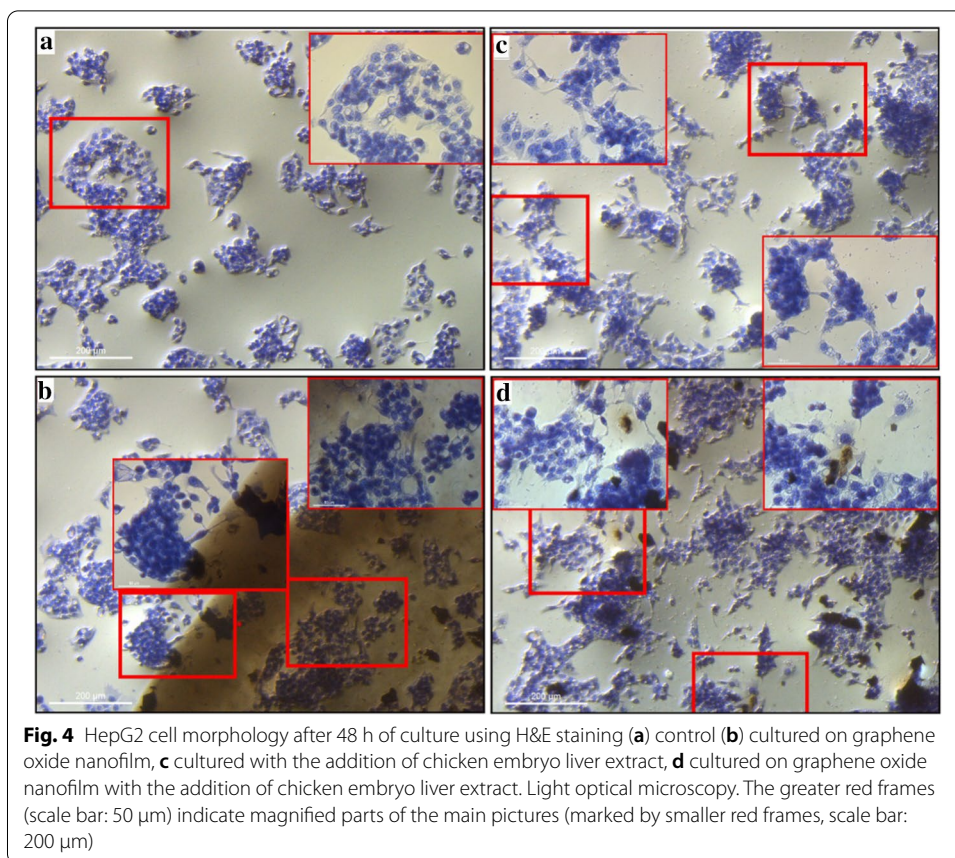 a
c
200 µm
200 µm
b
d
200 µm
200 µm
Fig. 4 HepG2 cell morphology after 48 h of culture using H&E staining (a) control (b) cultured on graphene
oxide nanofilm, c cultured with the addition of chicken embryo liver extract, d cultured on graphene oxide
nanofilm with the addition of chicken embryo liver extract. Light optical microscopy. The greater red frames
(scale bar: 50 µm) indicate magnified parts of the main pictures (marked by smaller red frames, scale bar:
200 µm)